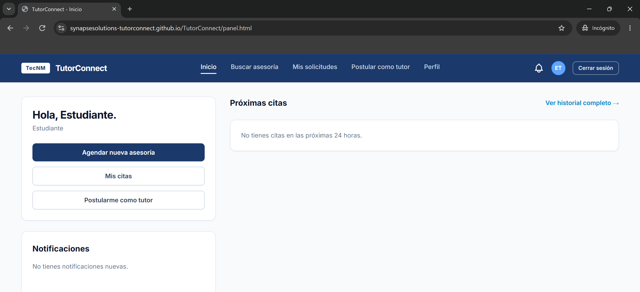 TutorConnect - Inicio
synapsesolutions-tutorconnect.github.io/TutorConnect/panel.html
Incógnito
TecNM
TutorConnect
Inicio
Buscar asesoría
Mis solicitudes
Postular como tutor
Perfil
ET
Cerrar sesión
Hola, Estudiante.
Estudiante
Agendar nueva asesoría
Mis citas
Postularme como tutor
Notificaciones
No tienes notificaciones nuevas.
Próximas citas
Ver historial completo →
No tienes citas en las próximas 24 horas.